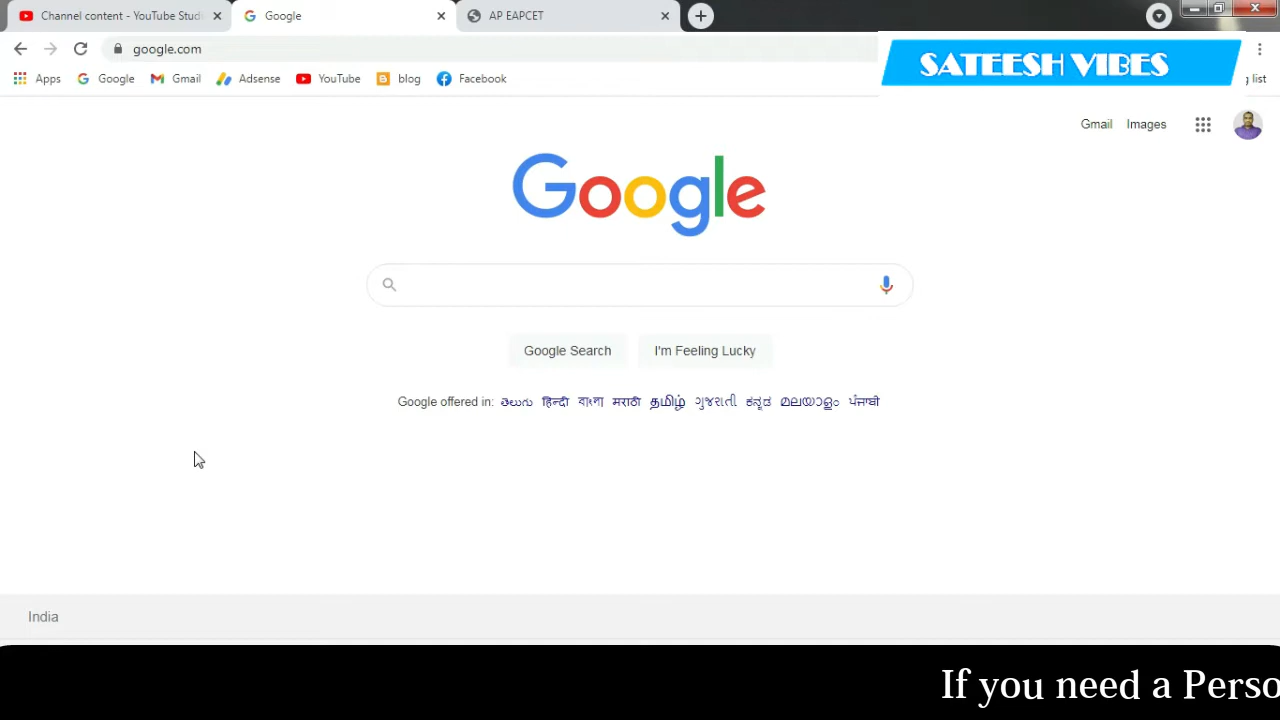 Channel content - YouTube Stud
Google
AP EAPCET
google.com
SATEESH VIBES
Apps
Google
Gmail
Adsense
YouTube
blog
Facebook
list
Gmail
Images
Google
Google Search
I'm Feeling Lucky
Google offered in: తెలుగు हिन्दी বাংলা मराठी தமிழ் ગુજરાતી ಕನ್ನಡ മലയാളം ਪੰਜਾਬੀ
India
If you need a Perso